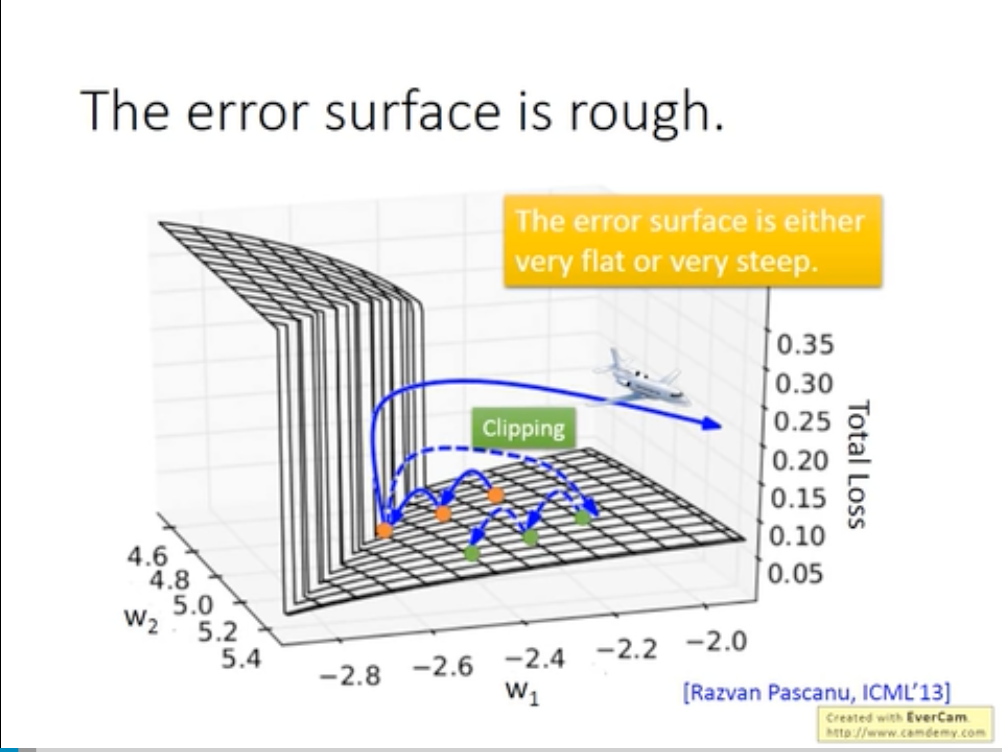 The error surface is rough.
The error surface is either
very flat or very steep.
Clipping
0.35
0.30
0.25
0.20
0.15
0.10
0.05
Total Loss
4.6
4.8
5.0
5.2
5.4
w2
−2.8
−2.6
−2.4
−2.2
−2.0
w1
[Razvan Pascanu, ICML’13]
Created with EverCam.
http://www.camdemy.com